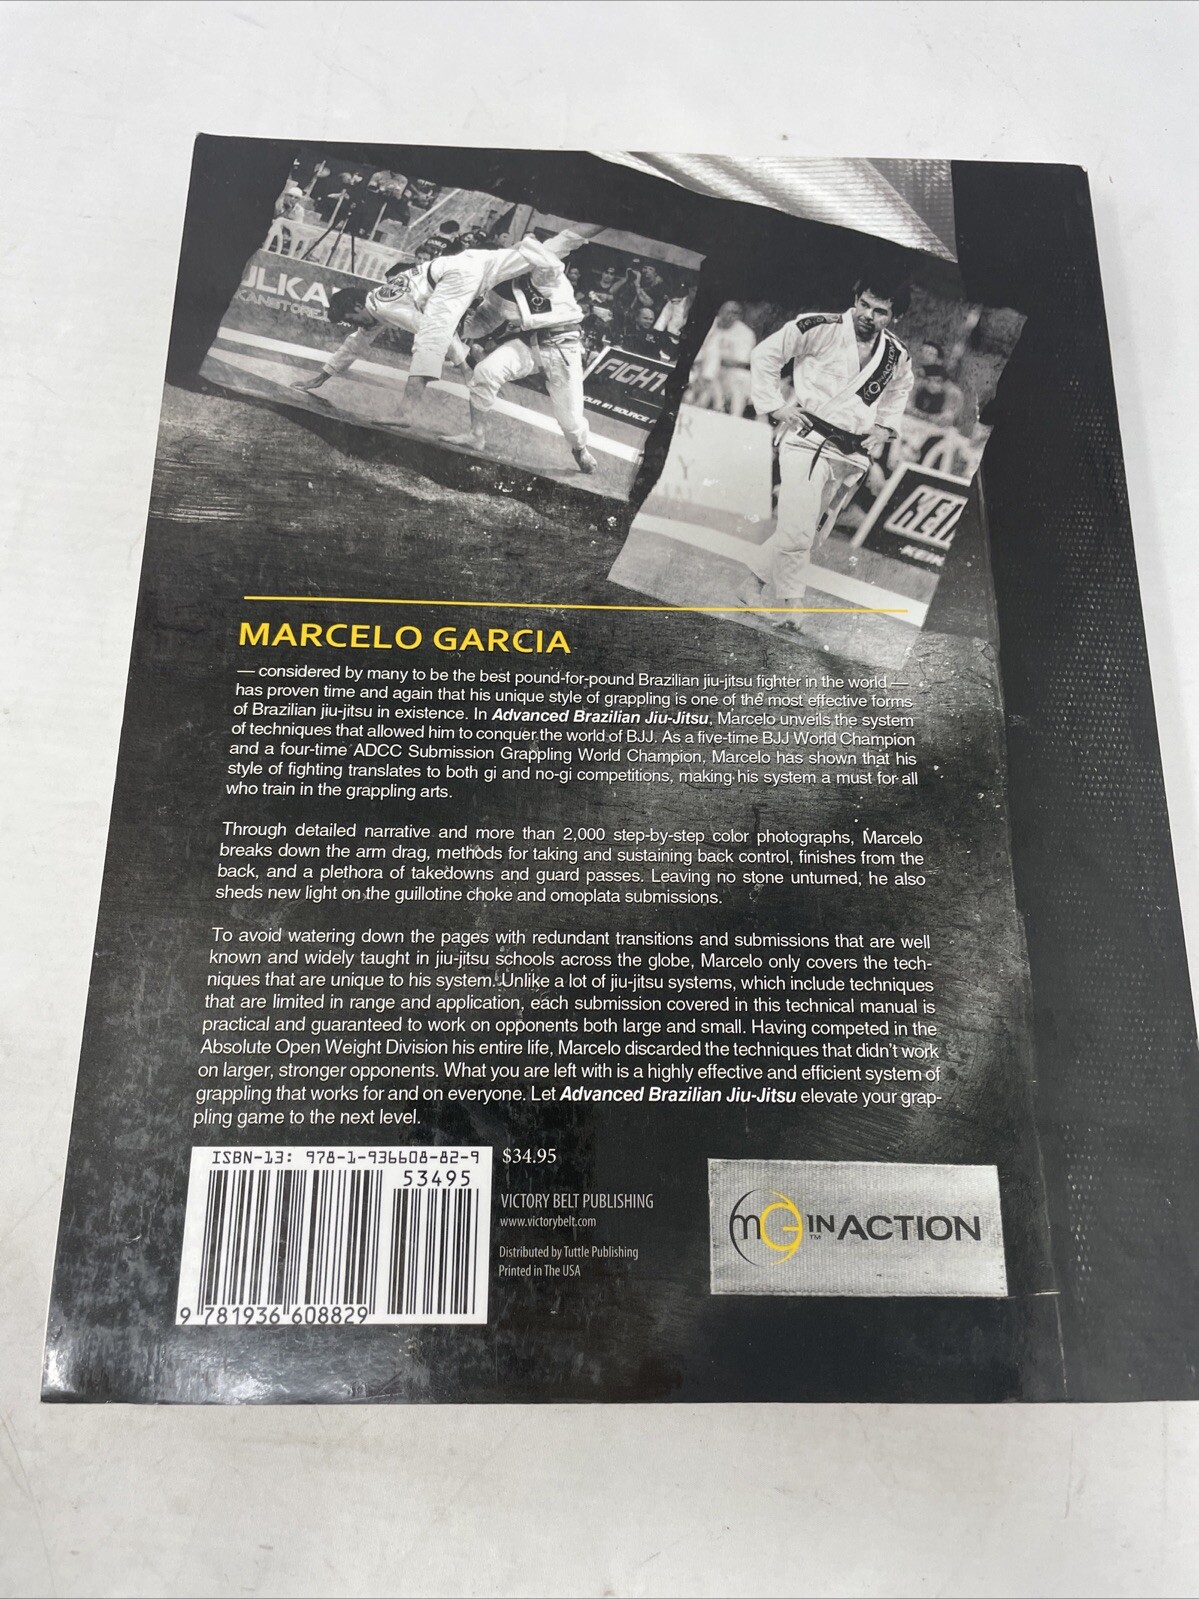 ULKA
KANSTORE
FIGHT
OUR #1 SOURCE F
IN ACTION
KEI
KEIK
MARCELO GARCIA
— considered by many to be the best pound-for-pound Brazilian jiu-jitsu fighter in the world —
has proven time and again that his unique style of grappling is one of the most effective forms
of Brazilian jiu-jitsu in existence. In Advanced Brazilian Jiu-Jitsu, Marcelo unveils the system
of techniques that allowed him to conquer the world of BJJ. As a five-time BJJ World Champion
and a four-time ADCC Submission Grappling World Champion, Marcelo has shown that his
style of fighting translates to both gi and no-gi competitions, making his system a must for all
who train in the grappling arts.
Through detailed narrative and more than 2,000 step-by-step color photographs, Marcelo
breaks down the arm drag, methods for taking and sustaining back control, finishes from the
back, and a plethora of takedowns and guard passes. Leaving no stone unturned, he also
sheds new light on the guillotine choke and omoplata submissions.
To avoid watering down the pages with redundant transitions and submissions that are well
known and widely taught in jiu-jitsu schools across the globe, Marcelo only covers the tech-
niques that are unique to his system. Unlike a lot of jiu-jitsu systems, which include techniques
that are limited in range and application, each submission covered in this technical manual is
practical and guaranteed to work on opponents both large and small. Having competed in the
Absolute Open Weight Division his entire life, Marcelo discarded the techniques that didn't work
on larger, stronger opponents. What you are left with is a highly effective and efficient system of
grappling that works for and on everyone. Let Advanced Brazilian Jiu-Jitsu elevate your grap-
pling game to the next level.
ISBN-13: 978-1-936608-82-9
53495
9 781936 608829
$34.95
VICTORY BELT PUBLISHING
www.victorybelt.com
Distributed by Tuttle Publishing
Printed in The USA
mG IN ACTION
TM